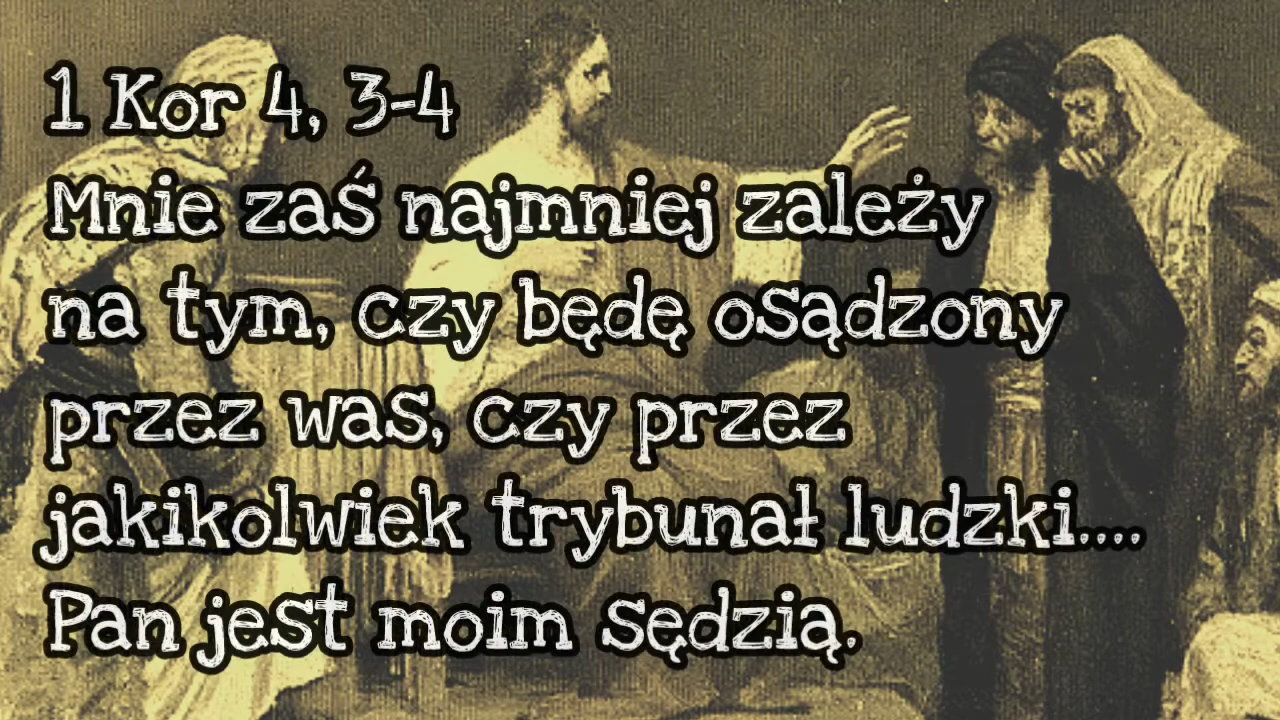 1 Kor 4, 3-4
Mnie zaś najmniej zależy
na tym, czy będę osądzony
przez was, czy przez
jakikolwiek trybunał ludzki....
Pan jest moim sędzią.